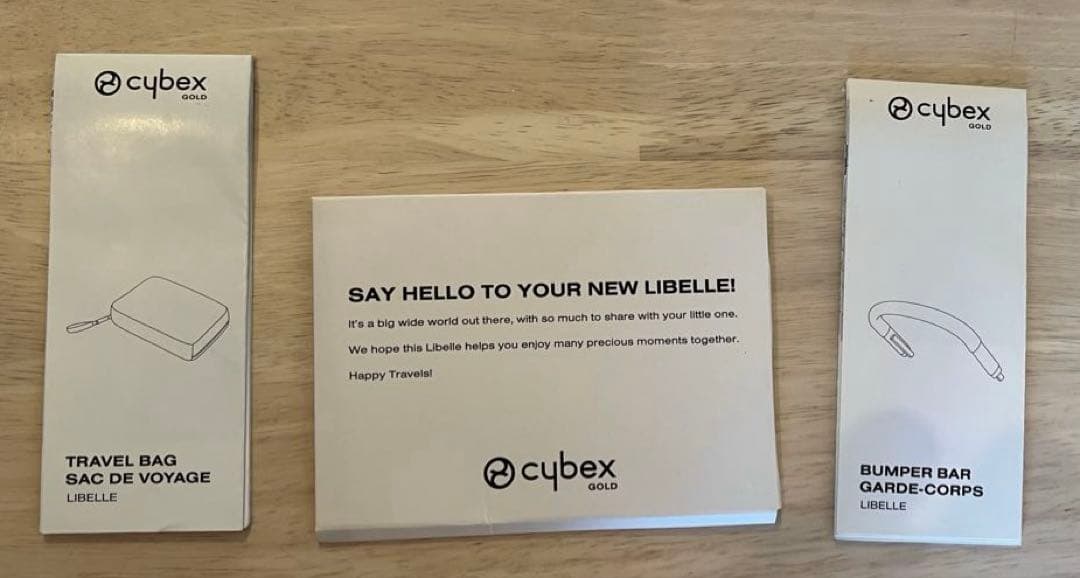 cybex
GOLD
TRAVEL BAG
SAC DE VOYAGE
LIBELLE
SAY HELLO TO YOUR NEW LIBELLE!
It's a big wide world out there, with so much to share with your little one.
We hope this Libelle helps you enjoy many precious moments together.
Happy Travels!
cybex
GOLD
cybex
GOLD
BUMPER BAR
GARDE-CORPS
LIBELLE